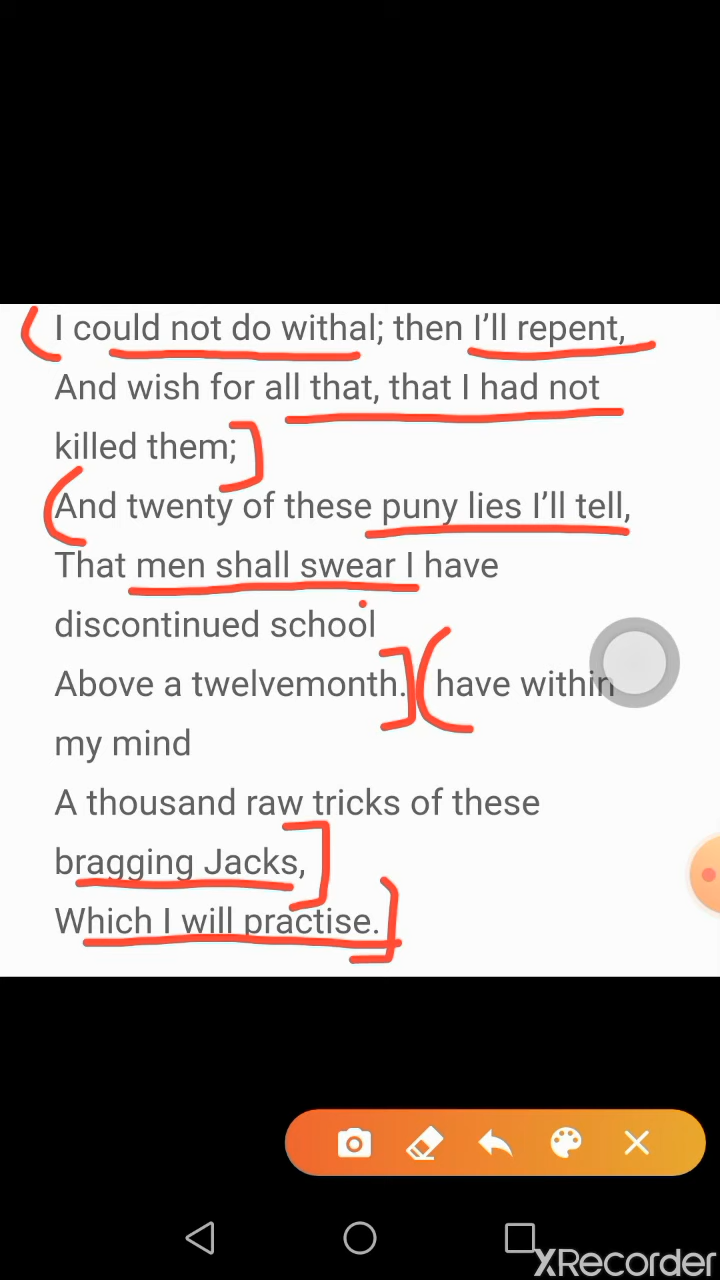 I could not do withal; then I’ll repent,
And wish for all that, that I had not
killed them;
And twenty of these puny lies I’ll tell,
That men shall swear I have
discontinued school
Above a twelvemonth. have within
my mind
A thousand raw tricks of these
bragging Jacks,
Which I will practise.
XRecorder